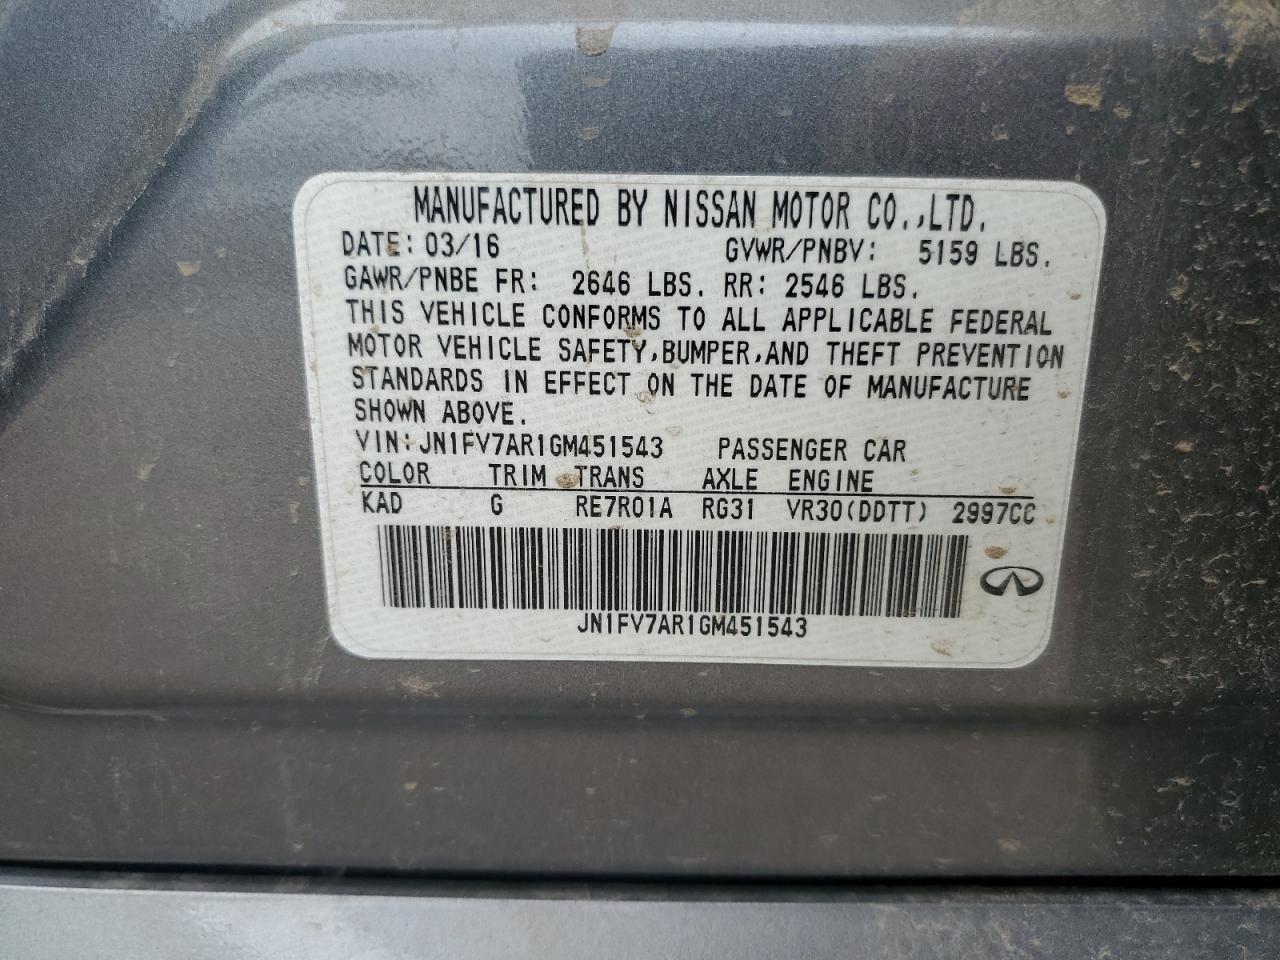 MANUFACTURED BY NISSAN MOTOR CO.,LTD.
DATE: 03/16 GVWR/PNBV: 5159 LBS.
GAWR/PNBE FR: 2646 LBS. RR: 2546 LBS.
THIS VEHICLE CONFORMS TO ALL APPLICABLE FEDERAL
MOTOR VEHICLE SAFETY,BUMPER,AND THEFT PREVENTION
STANDARDS IN EFFECT ON THE DATE OF MANUFACTURE
SHOWN ABOVE.
VIN:JN1FV7AR1GM451543 PASSENGER CAR
COLOR TRIM TRANS AXLE ENGINE
KAD G RE7R01A RG31 VR30(DDTT) 2997CC
JN1FV7AR1GM451543